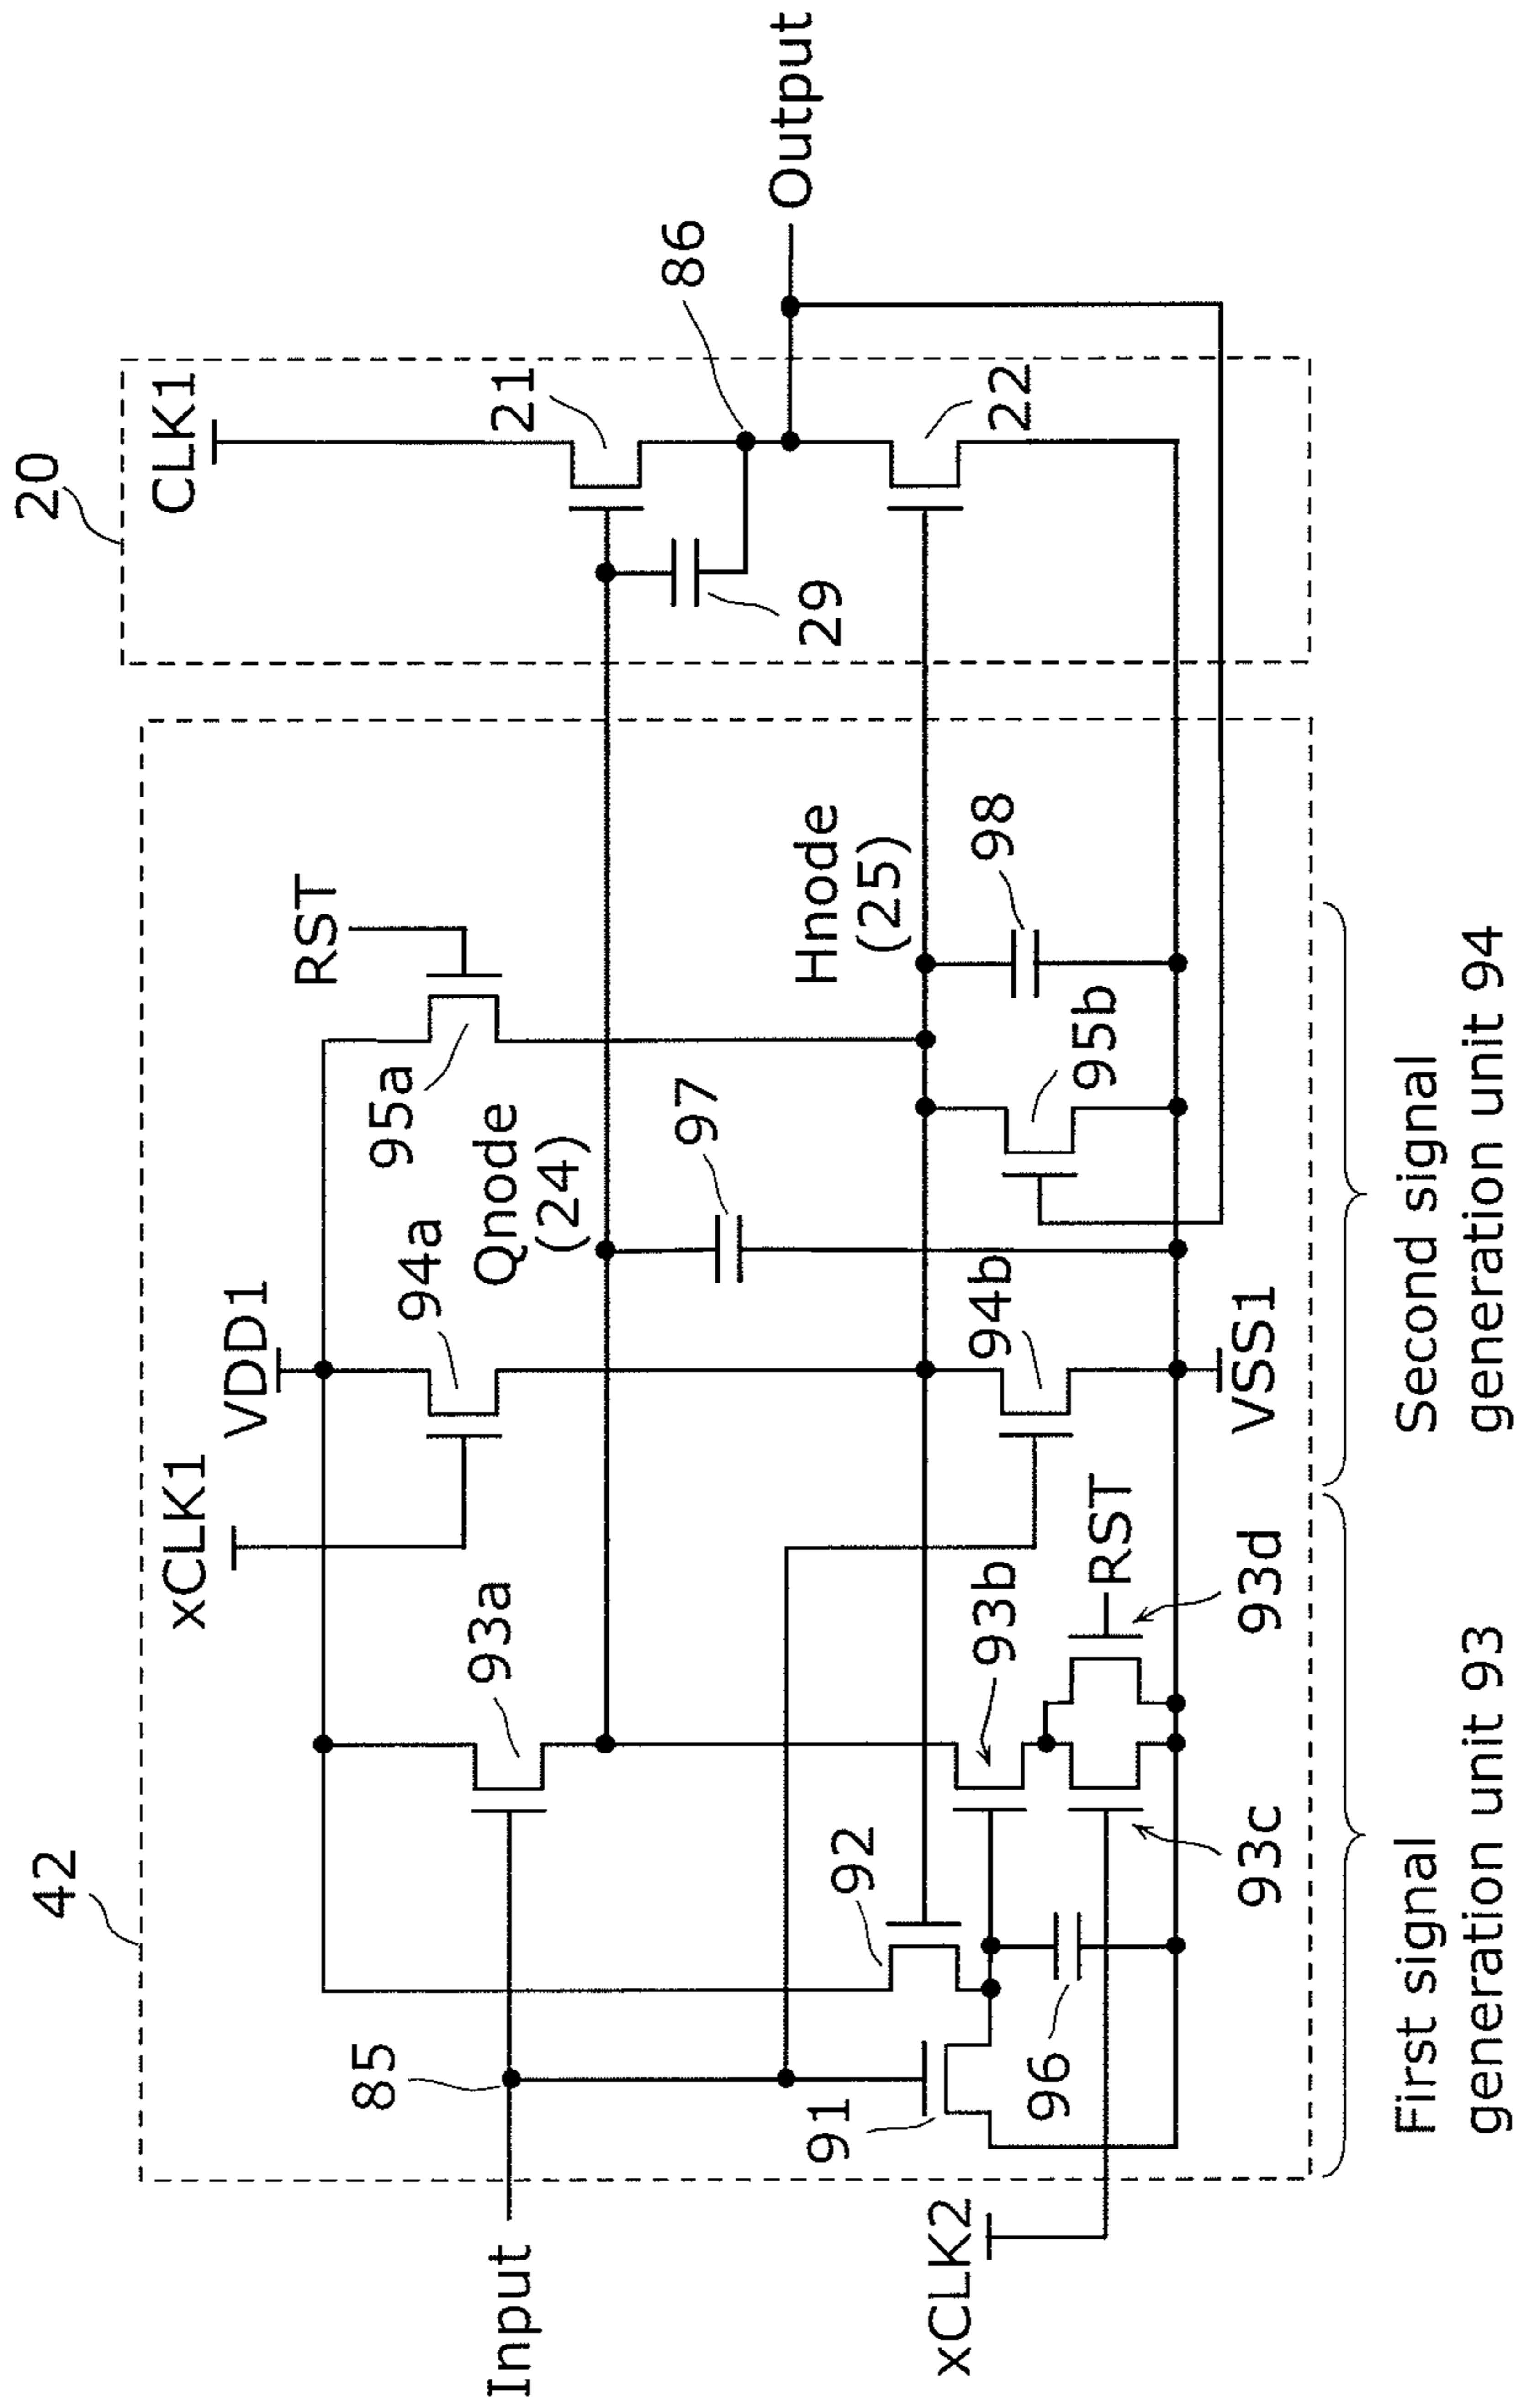 42
20
xCLK1
VDD1
RST
CLK1
93a
94a
95a
21
Qnode
(24)
86
85
97
29
Input
Output
92
Hnode
(25)
91
93b
94b
95b
98
22
96
RST
xCLK2
93c
93d
VSS1
First signal
generation unit 93
Second signal
generation unit 94